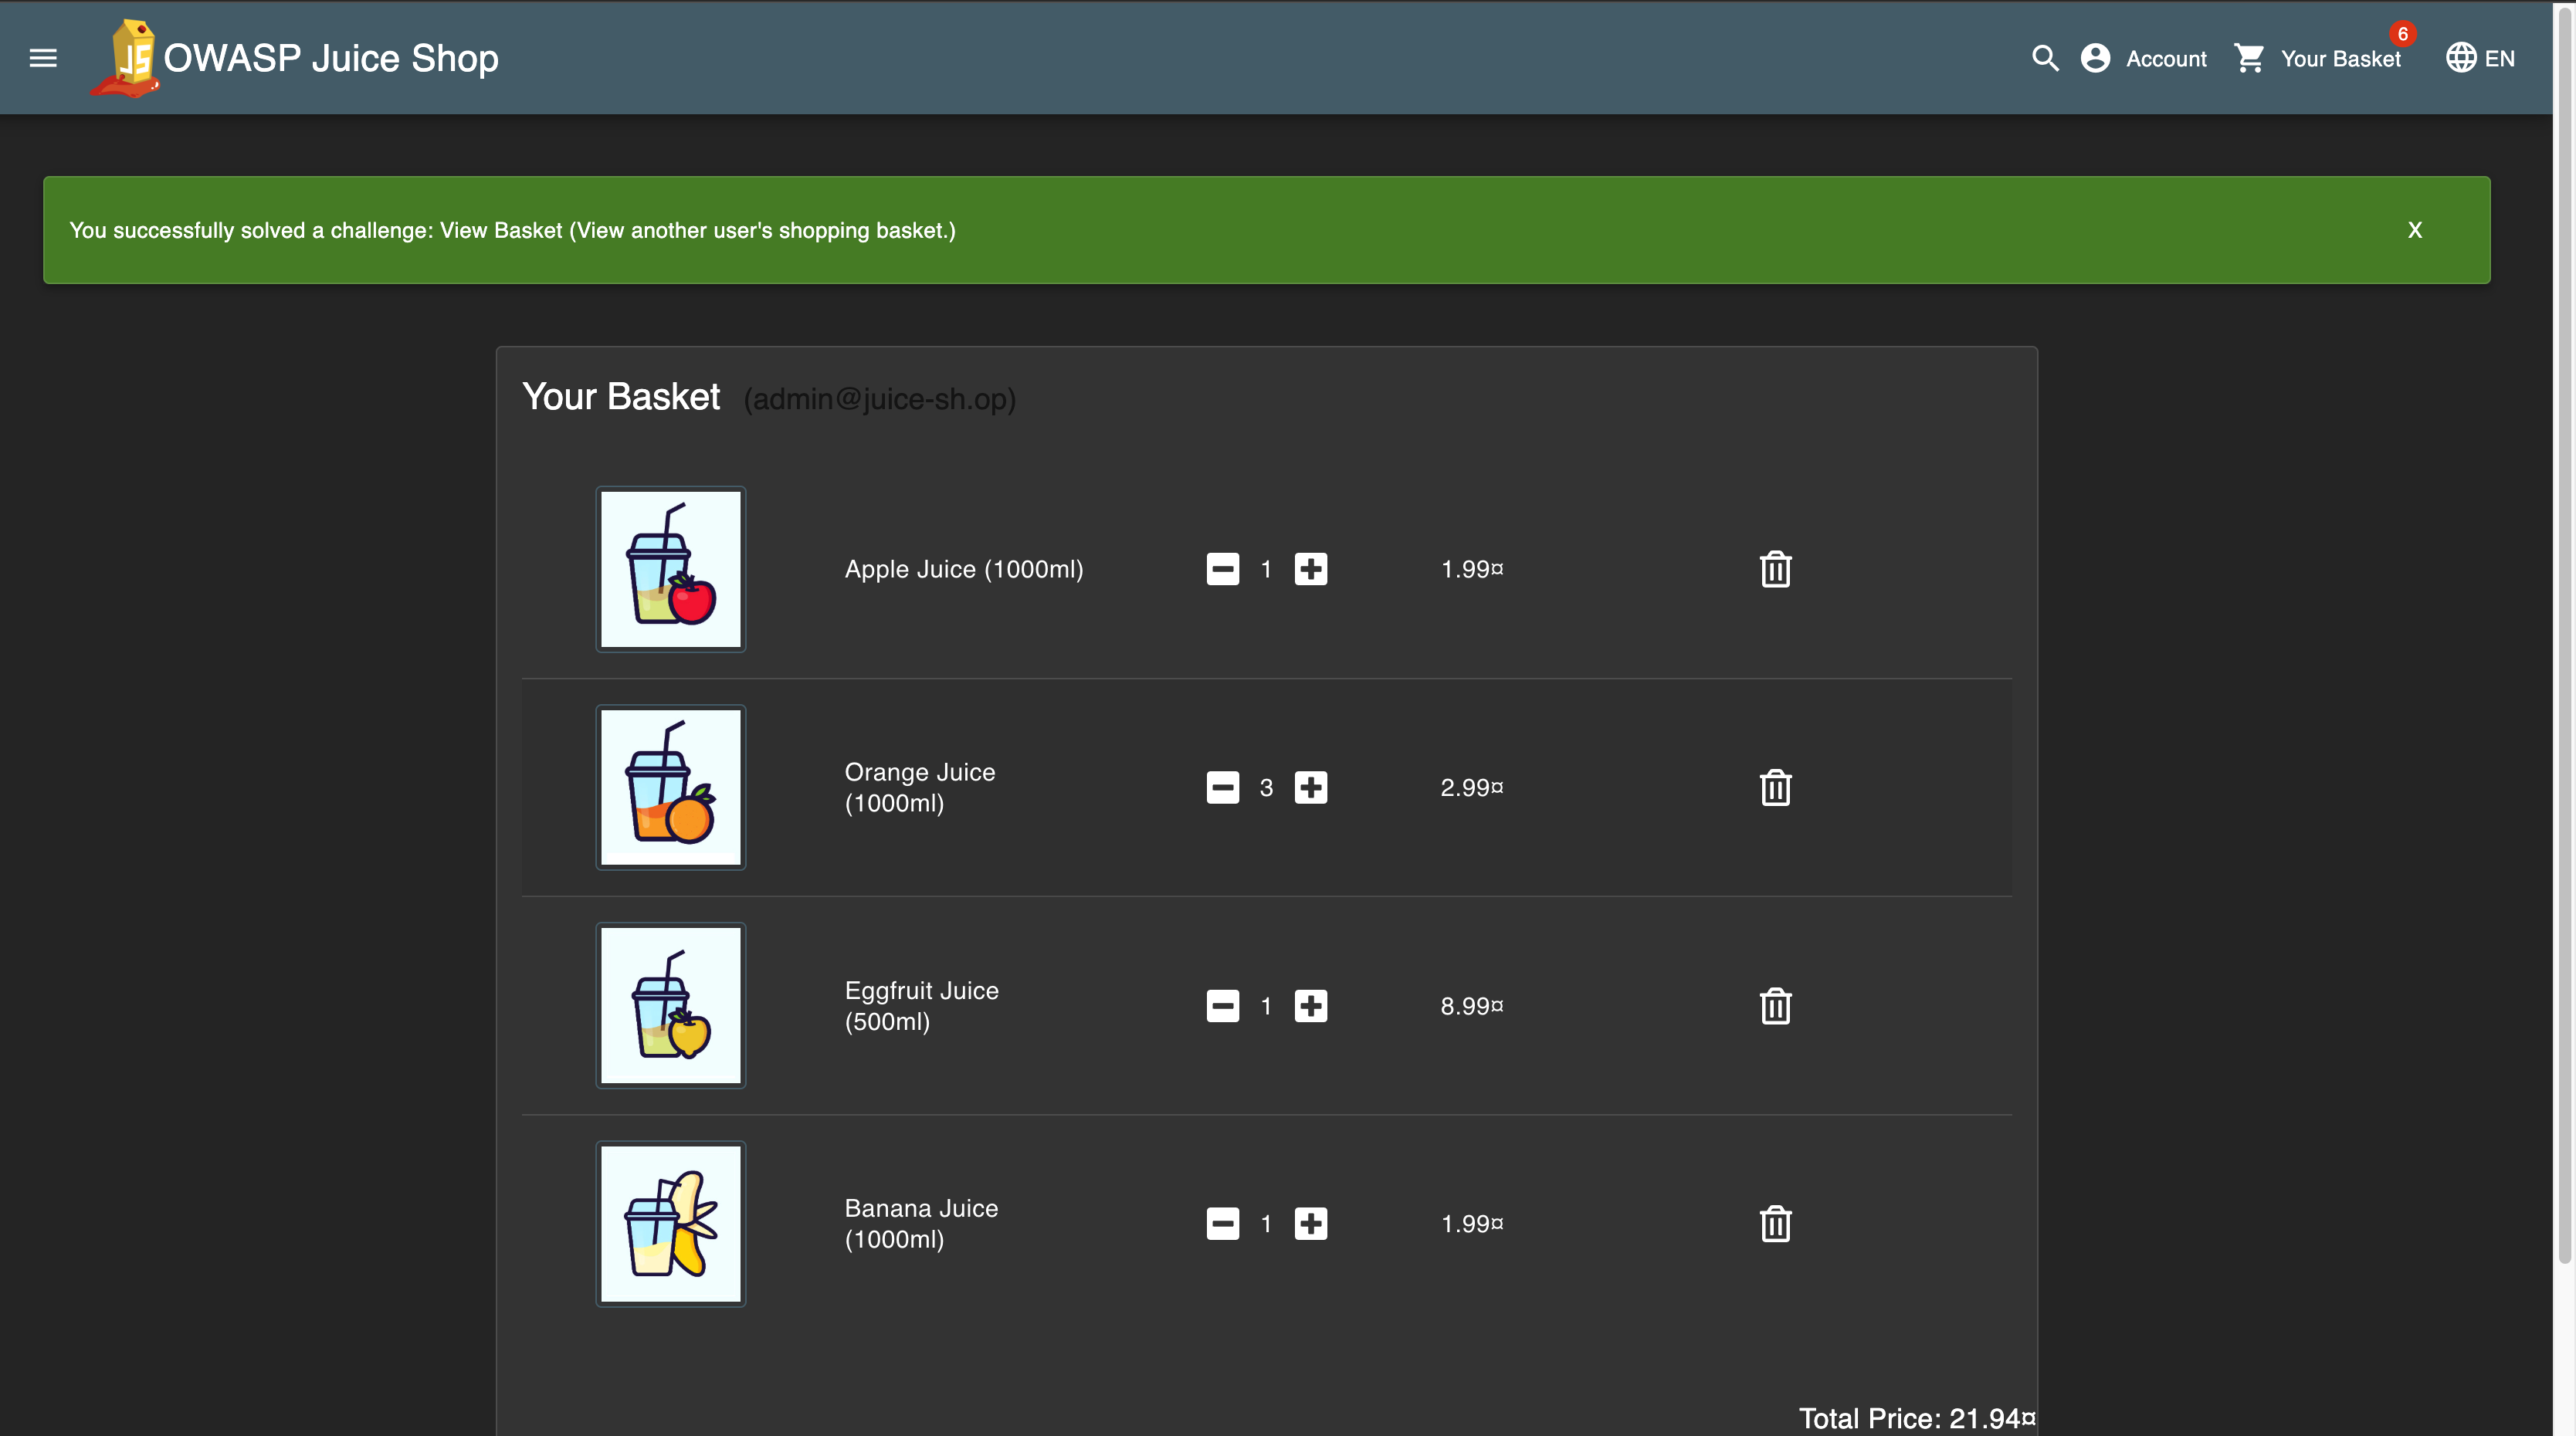 JS
OWASP Juice Shop
Account
Your Basket
6
EN
You successfully solved a challenge: View Basket (View another user's shopping basket.)
X
Your Basket (admin@juice-sh.op)
Apple Juice (1000ml)
1
1.99¤
Orange Juice
(1000ml)
3
2.99¤
Eggfruit Juice
(500ml)
1
8.99¤
Banana Juice
(1000ml)
1
1.99¤
Total Price: 21.94¤